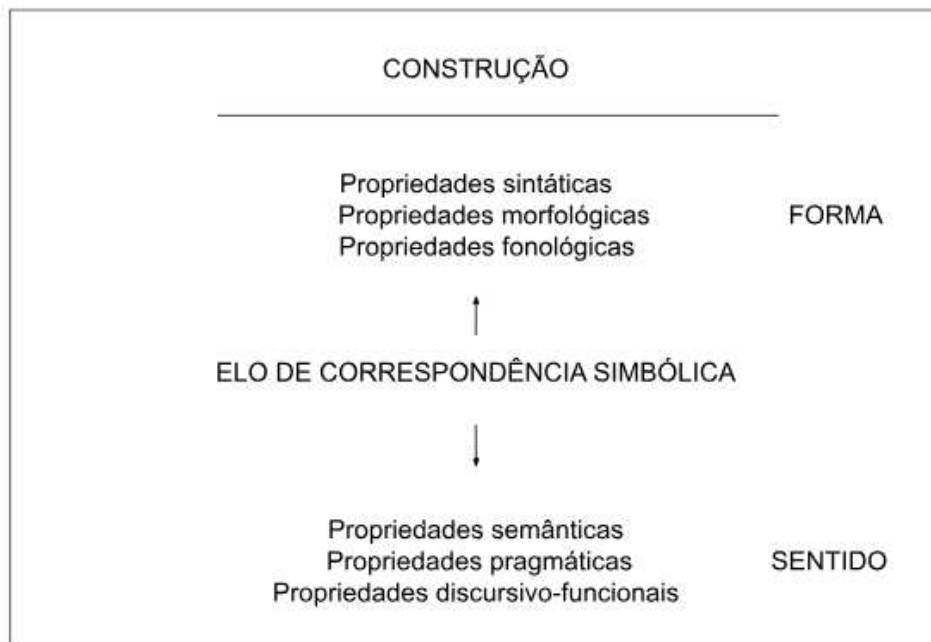 CONSTRUÇÃO
Propriedades sintáticas
Propriedades morfológicas FORMA
Propriedades fonológicas
ELO DE CORRESPONDÊNCIA SIMBÓLICA
Propriedades semânticas
Propriedades pragmáticas SENTIDO
Propriedades discursivo-funcionais